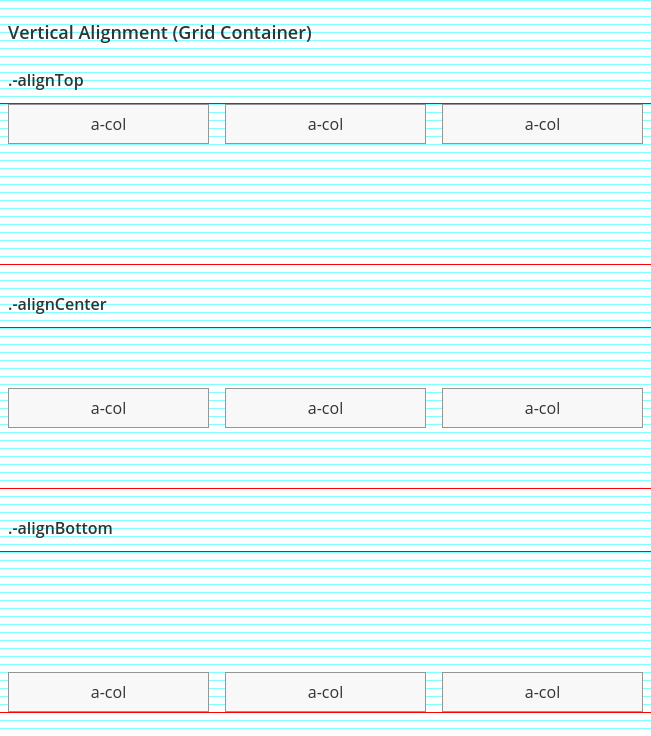 Vertical Alignment (Grid Container)
.-alignTop
a-col a-col a-col
.-alignCenter
a-col a-col a-col
.-alignBottom
a-col a-col a-col